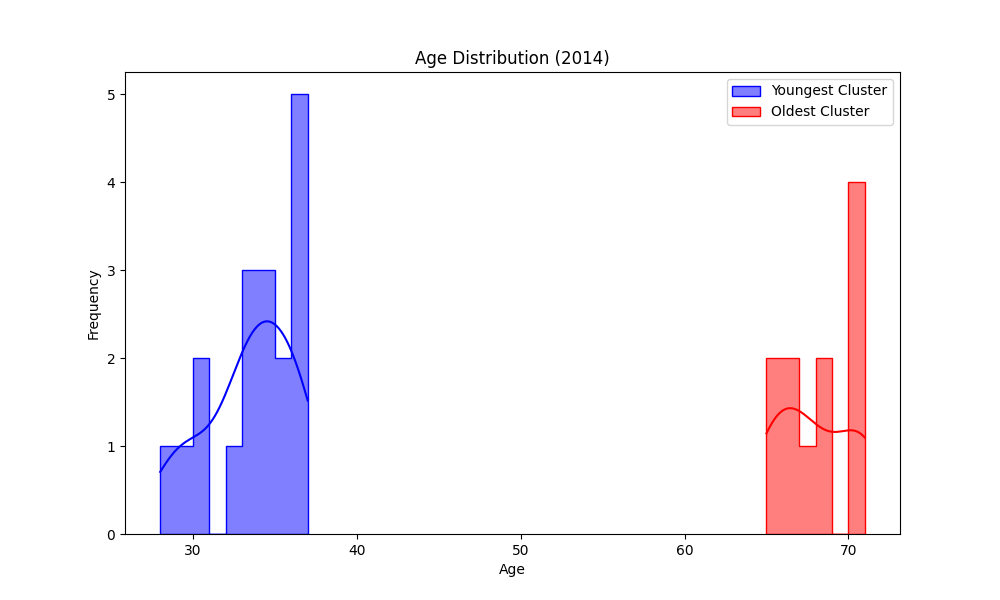 Age Distribution (2014)
Youngest Cluster
Oldest Cluster
5
4
3
2
1
0
Frequency
30 40 50 60 70
Age